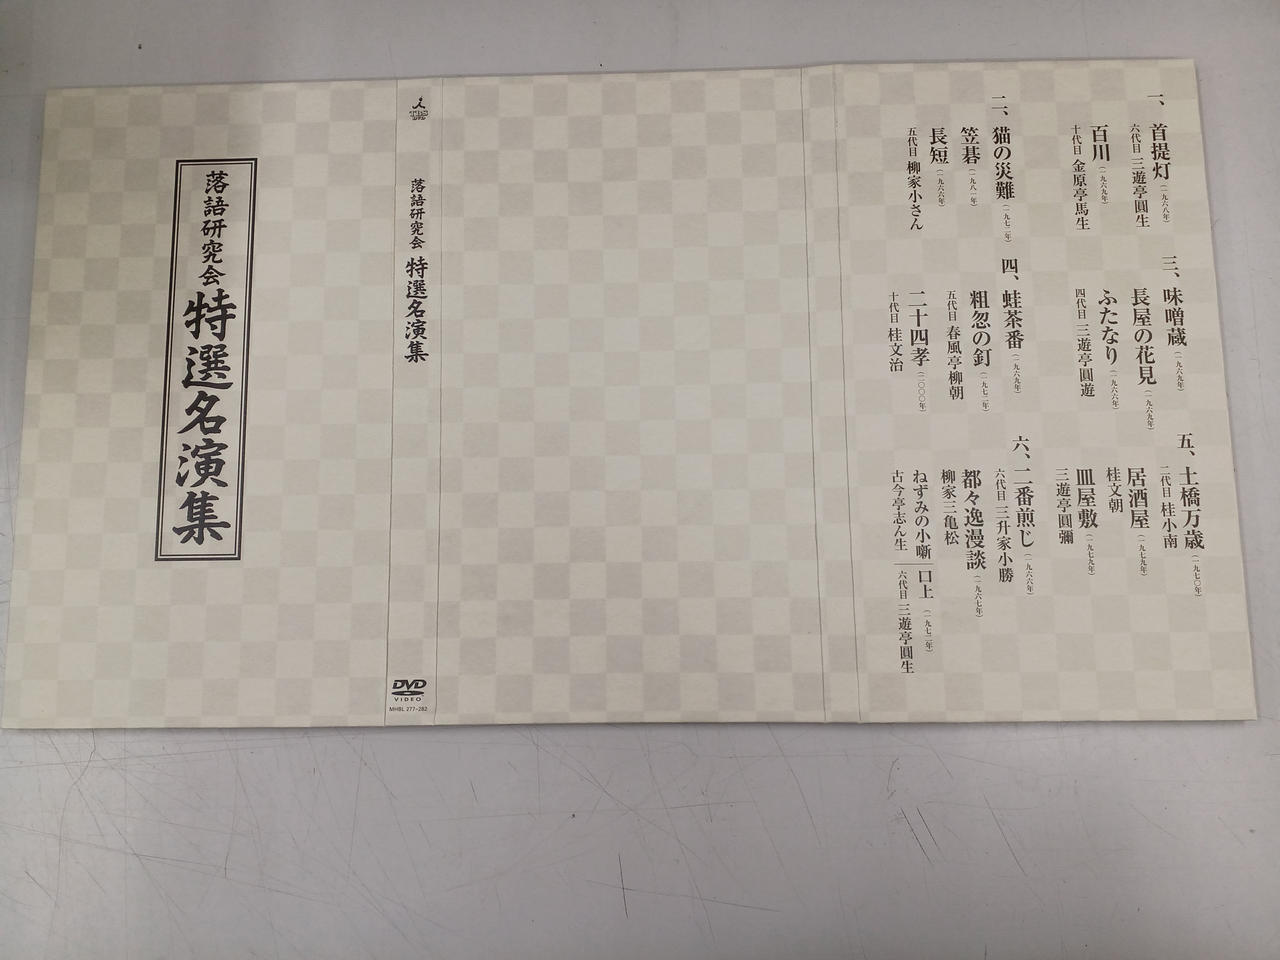 落語研究会 特選名演集
TBS
落語研究会 特選名演集
DVD
VIDEO
MHBL 277-282
一、首提灯(一九六八年)
六代目 三遊亭圓生
百川(一九六九年)
十代目 金原亭馬生
二、猫の災難(一九七二年)
笠碁(一九八一年)
長短(一九六六年)
五代目 柳家小さん
三、味噌蔵(一九六九年)
長屋の花見(一九六九年)
ふたなり(一九六六年)
四代目 三遊亭圓遊
四、蛙茶番(一九六九年)
粗忽の釘(一九七二年)
五代目 春風亭柳朝
二十四孝(二〇〇〇年)
十代目 桂文治
五、土橋万歳(一九七〇年)
二代目 桂小南
居酒屋(一九七九年)
桂文朝
皿屋敷(一九七九年)
三遊亭圓彌
六、二番煎じ(一九六六年)
六代目 三升家小勝
都々逸漫談(一九六七年)
柳家三亀松
ねずみの小噺
古今亭志ん生
口上(一九七二年)
六代目 三遊亭圓生